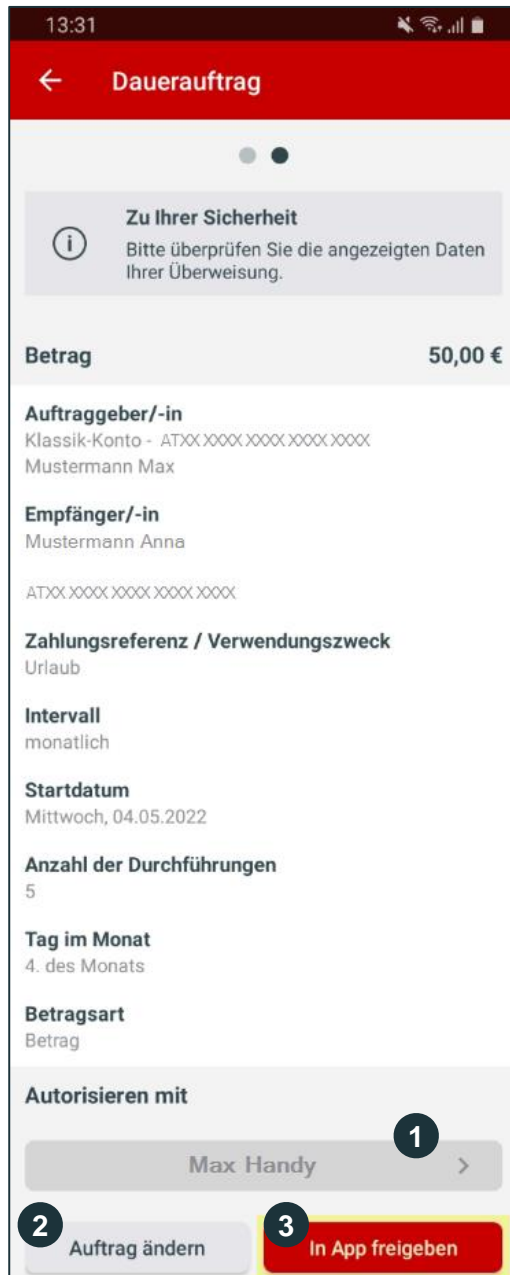 13:31
Dauerauftrag
Zu Ihrer Sicherheit
Bitte überprüfen Sie die angezeigten Daten
Ihrer Überweisung.
Betrag 50,00 €
Auftraggeber/-in
Klassik-Konto - ATXX XXXX XXXX XXXX XXXX
Mustermann Max
Empfänger/-in
Mustermann Anna
ATXX XXXX XXXX XXXX XXXX
Zahlungsreferenz / Verwendungszweck
Urlaub
Intervall
monatlich
Startdatum
Mittwoch, 04.05.2022
Anzahl der Durchführungen
5
Tag im Monat
4. des Monats
Betragsart
Betrag
Autorisieren mit
1
Max Handy
2 3
Auftrag ändern In App freigeben